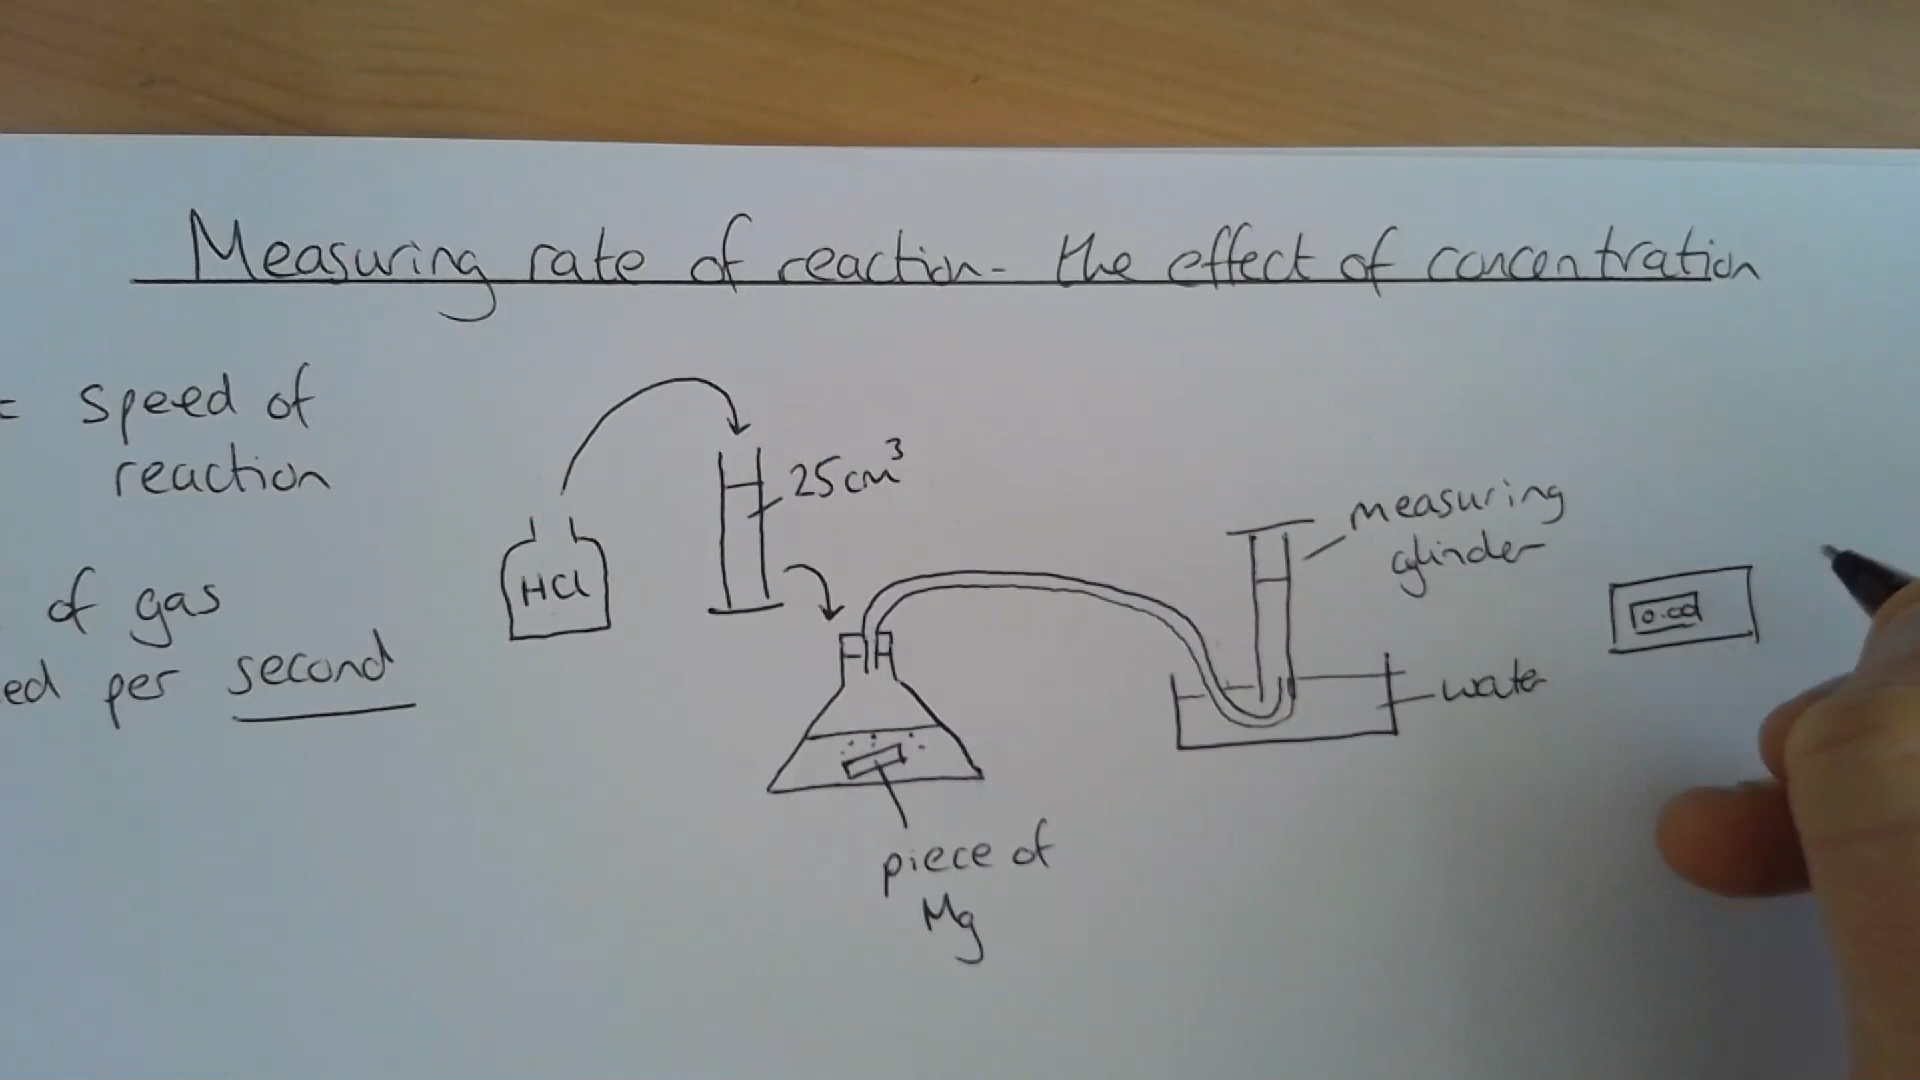 Measuring rate of reaction - the effect of concentration
= speed of
reaction
of gas
ed per second
HCl
25cm³
measuring
cylinder
0.00
water
piece of
Mg